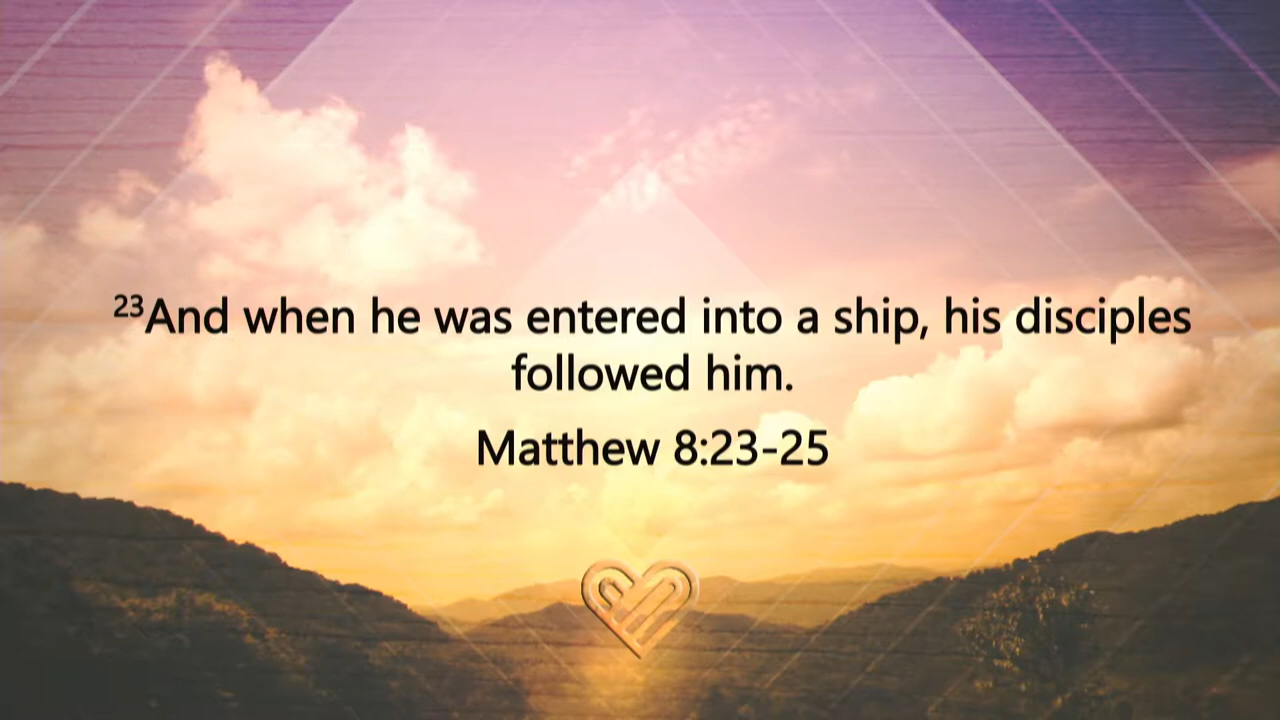 ²³And when he was entered into a ship, his disciples
followed him.
Matthew 8:23-25